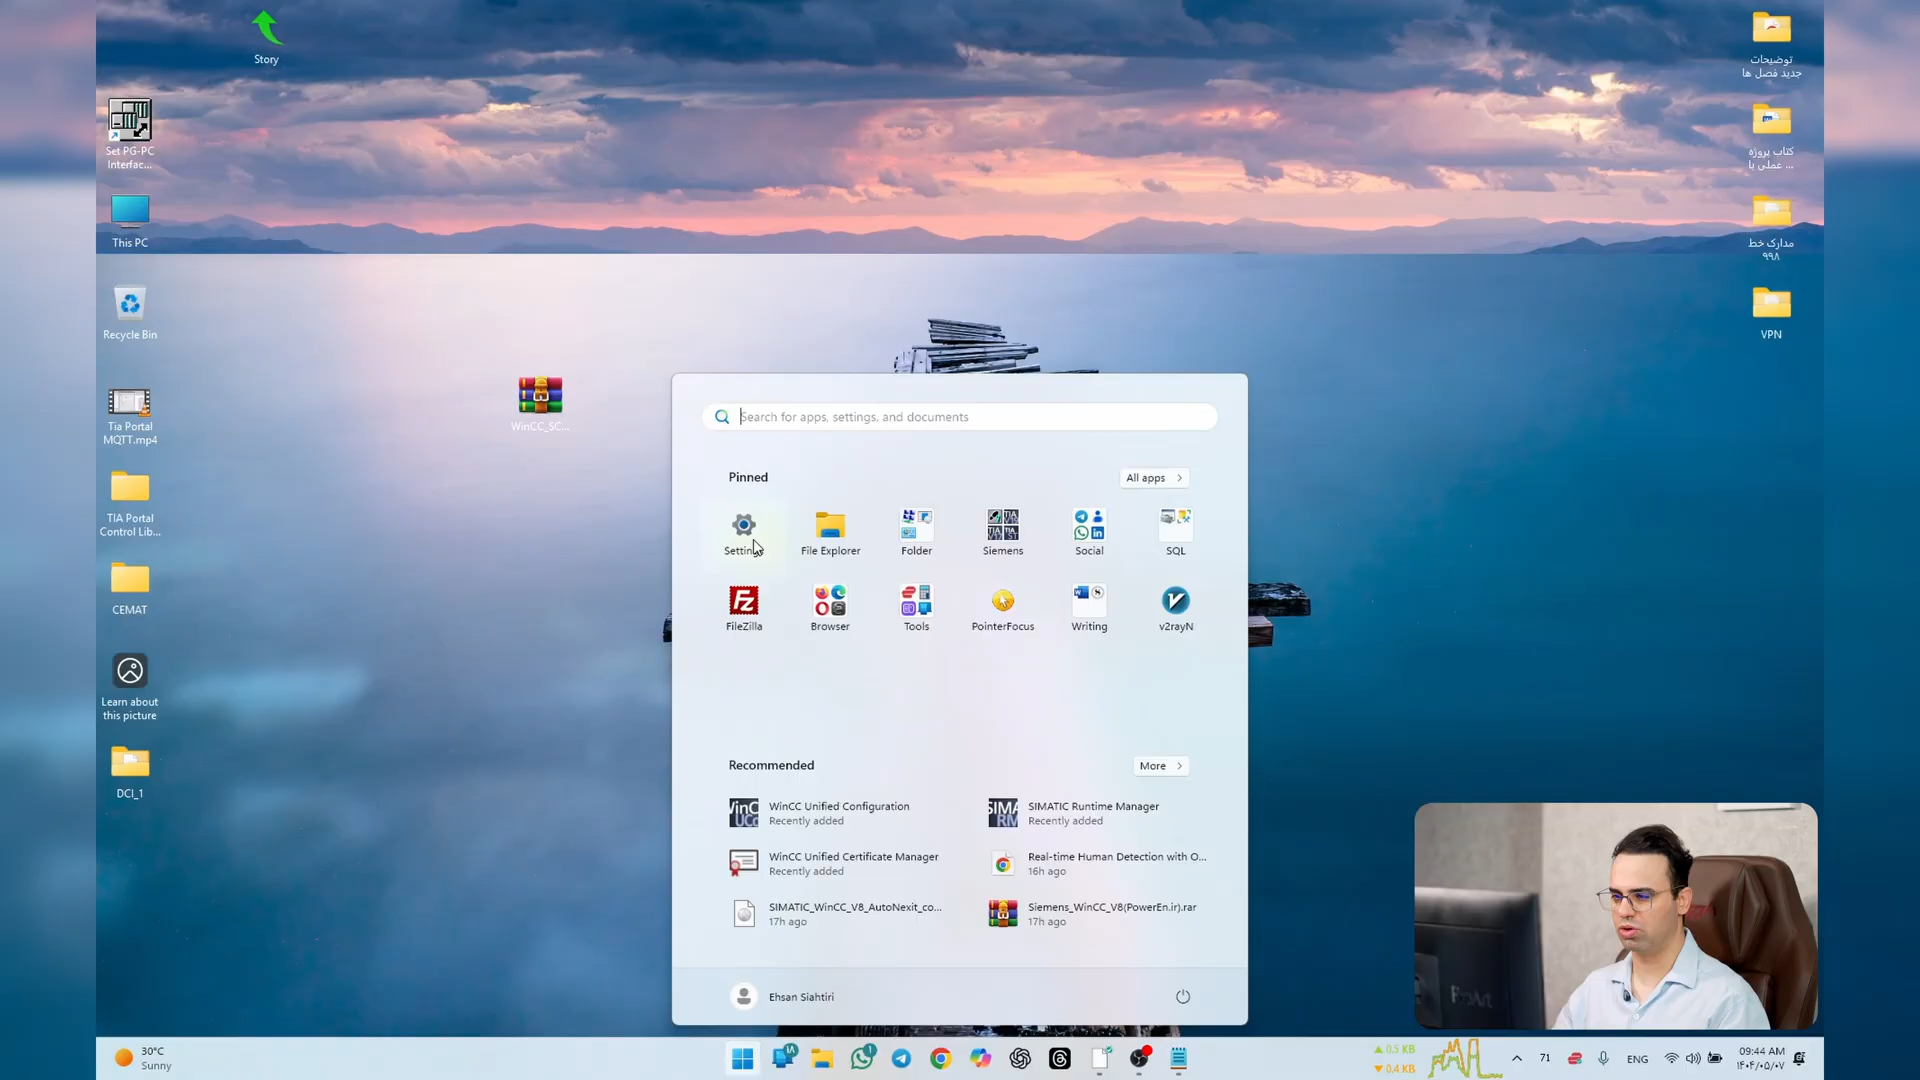 Story
Set PG-PC
Interfac...
This PC
Recycle Bin
Tia Portal
MQTT.mp4
TIA Portal
Control Lib...
CEMAT
Learn about
this picture
DCI_1
WinCC_SC...
توضیحات
جدید فصل ها
کتاب پروژه
عملی با ...
مدارک خط
۹۹۸
VPN
Search for apps, settings, and documents
Pinned
All apps
Settings
File Explorer
Folder
Siemens
Social
SQL
FileZilla
Browser
Tools
PointerFocus
Writing
v2rayN
Recommended
More
WinCC Unified Configuration
Recently added
SIMATIC Runtime Manager
Recently added
WinCC Unified Certificate Manager
Recently added
Real-time Human Detection with O...
16h ago
SIMATIC_WinCC_V8_AutoNexit_co...
17h ago
Siemens_WinCC_V8(PowerEn.ir).rar
17h ago
Ehsan Siahtiri
30°C
Sunny
۱۸
1
0.5 KB
0.4 KB
71
ENG
09:44 AM
۱۴۰۴/۰۵/۰۷